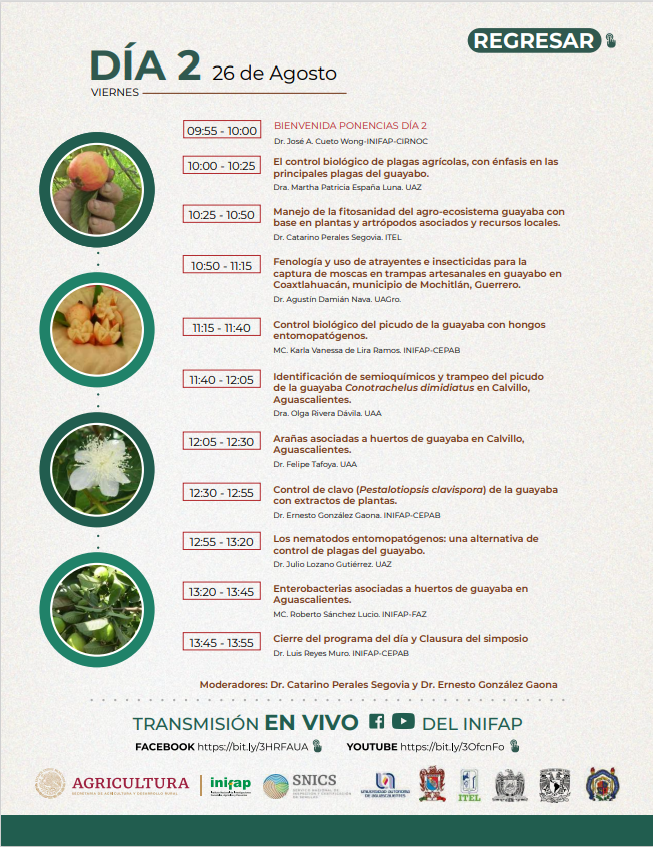 REGRESAR
DÍA 2 26 de Agosto
VIERNES
09:55 - 10:00
BIENVENIDA PONENCIAS DÍA 2
Dr. José A. Cueto Wong-INIFAP-CIRNOC
10:00 - 10:25
El control biológico de plagas agrícolas, con énfasis en las
principales plagas del guayabo.
Dra. Martha Patricia España Luna. UAZ
10:25 - 10:50
Manejo de la fitosanidad del agro-ecosistema guayaba con
base en plantas y artrópodos asociados y recursos locales.
Dr. Catarino Perales Segovia. ITEL
10:50 - 11:15
Fenología y uso de atrayentes e insecticidas para la
captura de moscas en trampas artesanales en guayabo en
Coaxtlahuacán, municipio de Mochitlán, Guerrero.
Dr. Agustín Damián Nava. UAGro.
11:15 - 11:40
Control biológico del picudo de la guayaba con hongos
entomopatógenos.
MC. Karla Vanessa de Lira Ramos. INIFAP-CEPAB
11:40 - 12:05
Identificación de semioquímicos y trampeo del picudo
de la guayaba Conotrachelus dimidiatus en Calvillo,
Aguascalientes.
Dra. Olga Rivera Dávila. UAA
12:05 - 12:30
Arañas asociadas a huertos de guayaba en Calvillo,
Aguascalientes.
Dr. Felipe Tafoya. UAA
12:30 - 12:55
Control de clavo (Pestalotiopsis clavispora) de la guayaba
con extractos de plantas.
Dr. Ernesto González Gaona. INIFAP-CEPAB
12:55 - 13:20
Los nematodos entomopatógenos: una alternativa de
control de plagas del guayabo.
Dr. Julio Lozano Gutiérrez. UAZ
13:20 - 13:45
Enterobacterias asociadas a huertos de guayaba en
Aguascalientes.
MC. Roberto Sánchez Lucio. INIFAP-FAZ
13:45 - 13:55
Cierre del programa del día y Clausura del simposio
Dr. Luis Reyes Muro. INIFAP-CEPAB
Moderadores: Dr. Catarino Perales Segovia y Dr. Ernesto González Gaona
TRANSMISIÓN EN VIVO DEL INIFAP
FACEBOOK https://bit.ly/3HRFAUA YOUTUBE https://bit.ly/3OfcnFo
AGRICULTURA
SECRETARÍA DE AGRICULTURA Y DESARROLLO RURAL
inifap
SNICS
SERVICIO NACIONAL DE
INSPECCIÓN Y CERTIFICACIÓN
DE SEMILLAS
UNIVERSIDAD AUTÓNOMA
DE AGUASCALIENTES
ITEL